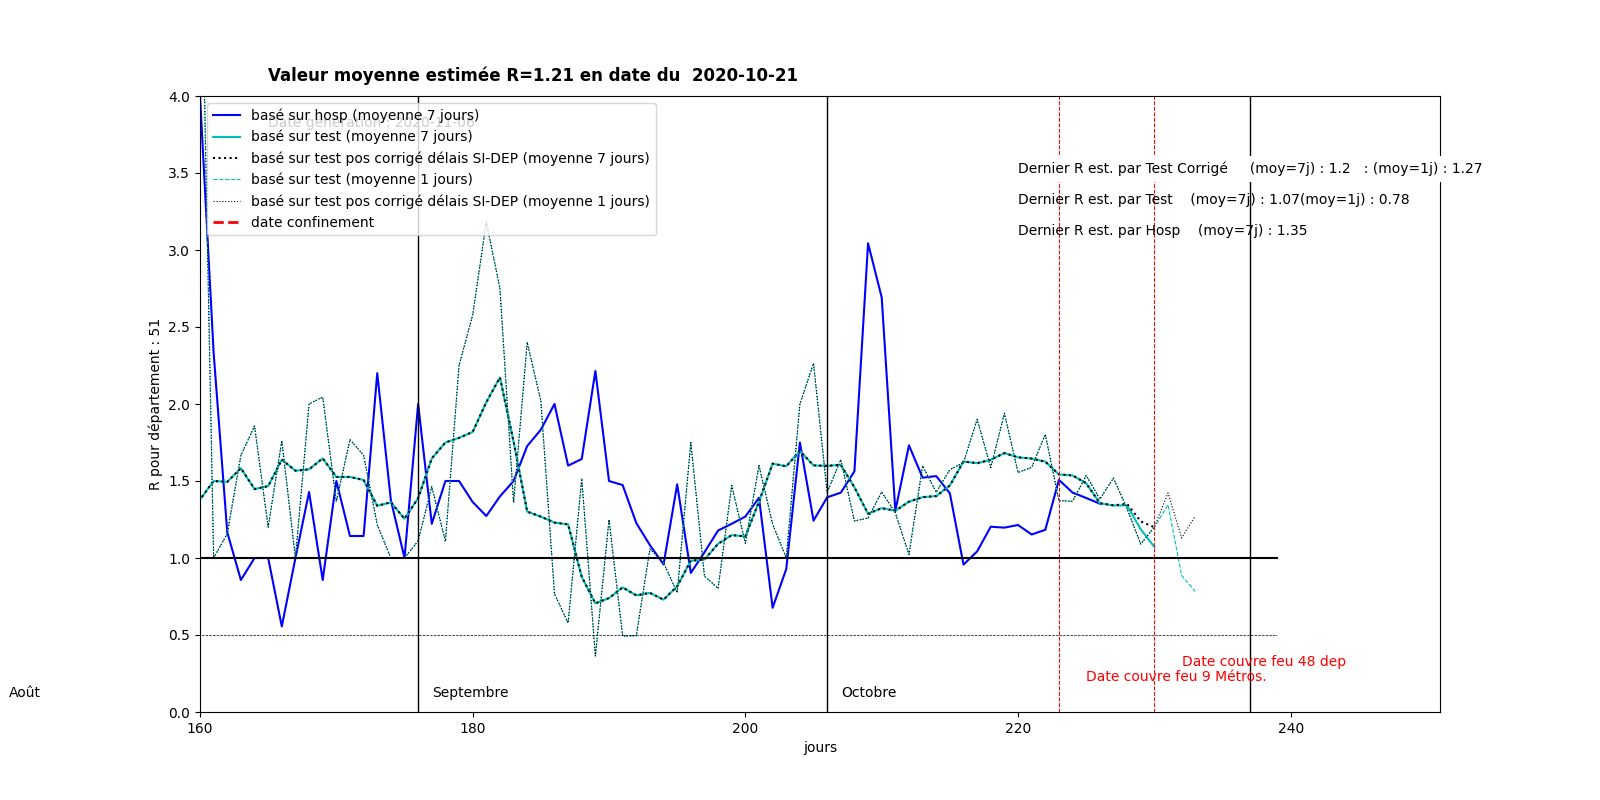 Valeur moyenne estimée R=1.21 en date du  2020-10-21
4.0
3.5
3.0
2.5
2.0
1.5
1.0
0.5
0.0
R pour département : 51
basé sur hosp (moyenne 7 jours)
Date génération : 2020-11-06
basé sur test (moyenne 7 jours)
basé sur test pos corrigé délais SI-DEP (moyenne 7 jours)
basé sur test (moyenne 1 jours)
basé sur test pos corrigé délais SI-DEP (moyenne 1 jours)
date confinement
Dernier R est. par Test Corrigé (moy=7j) : 1.2 : (moy=1j) : 1.27
Dernier R est. par Test (moy=7j) : 1.07(moy=1j) : 0.78
Dernier R est. par Hosp (moy=7j) : 1.35
Date couvre feu 48 dep
Date couvre feu 9 Métros.
Août
Septembre
Octobre
160 180 200 220 240
jours